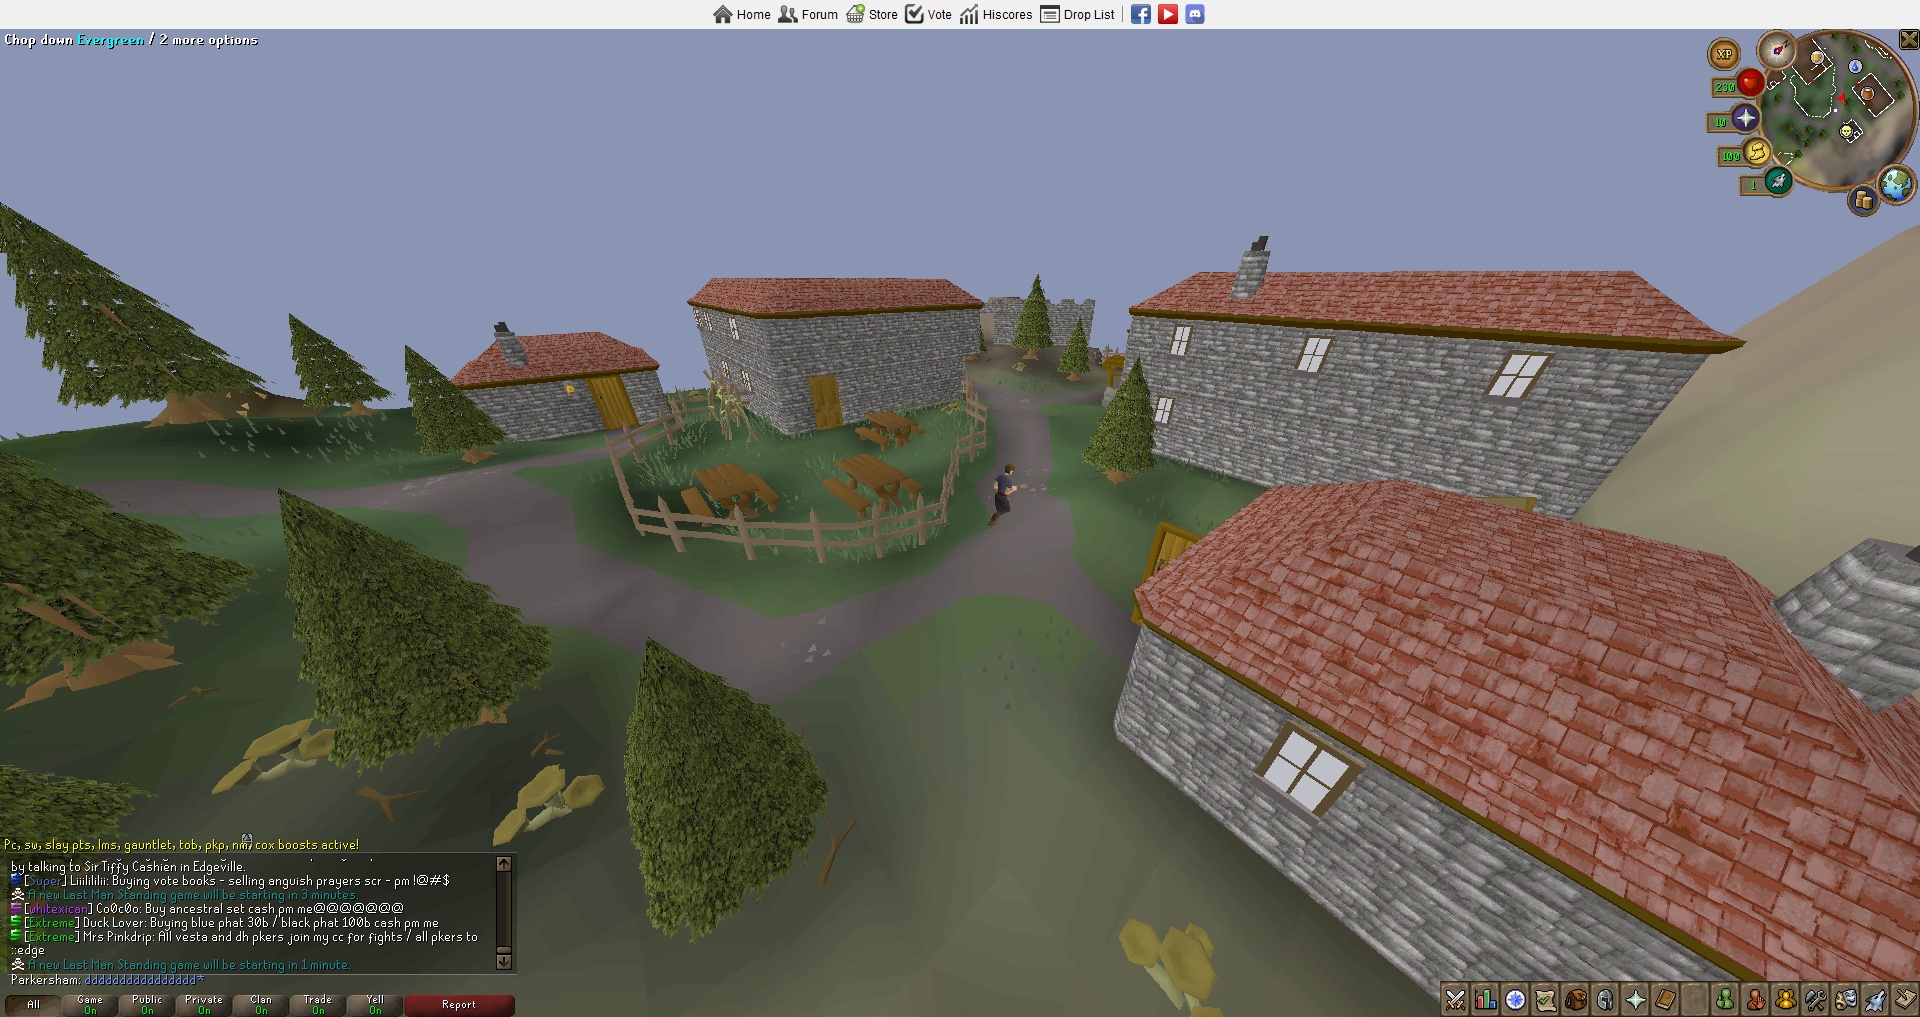 Home Forum Store Vote Hiscores Drop List
Chop down Evergreen / 2 more options
XP
230
10
100
1
Pc, sw, slay pts, lms, gauntlet, tob, pkp, nm, cox boosts active!
by talking to Sir Tiffy Cashien in Edgeville.
[Super] Liiililii: Buying vote books - selling anguish prayers scr - pm !@#$
A new Last Man Standing game will be starting in 3 minutes.
[whitexican] Co0c0o: Buy ancestral set cash pm me@@@@@@@
[Extreme] Duck Lover: Buying blue phat 30b / black phat 100b cash pm me
[Extreme] Mrs Pinkdrip: All vesta and dh pkers join my cc for fights / all pkers to
::edge
A new Last Man Standing game will be starting in 1 minute.
Parkersham: dddddddddddddddd*
All Game Public Private Clan Trade Yell Report
On On On On On On